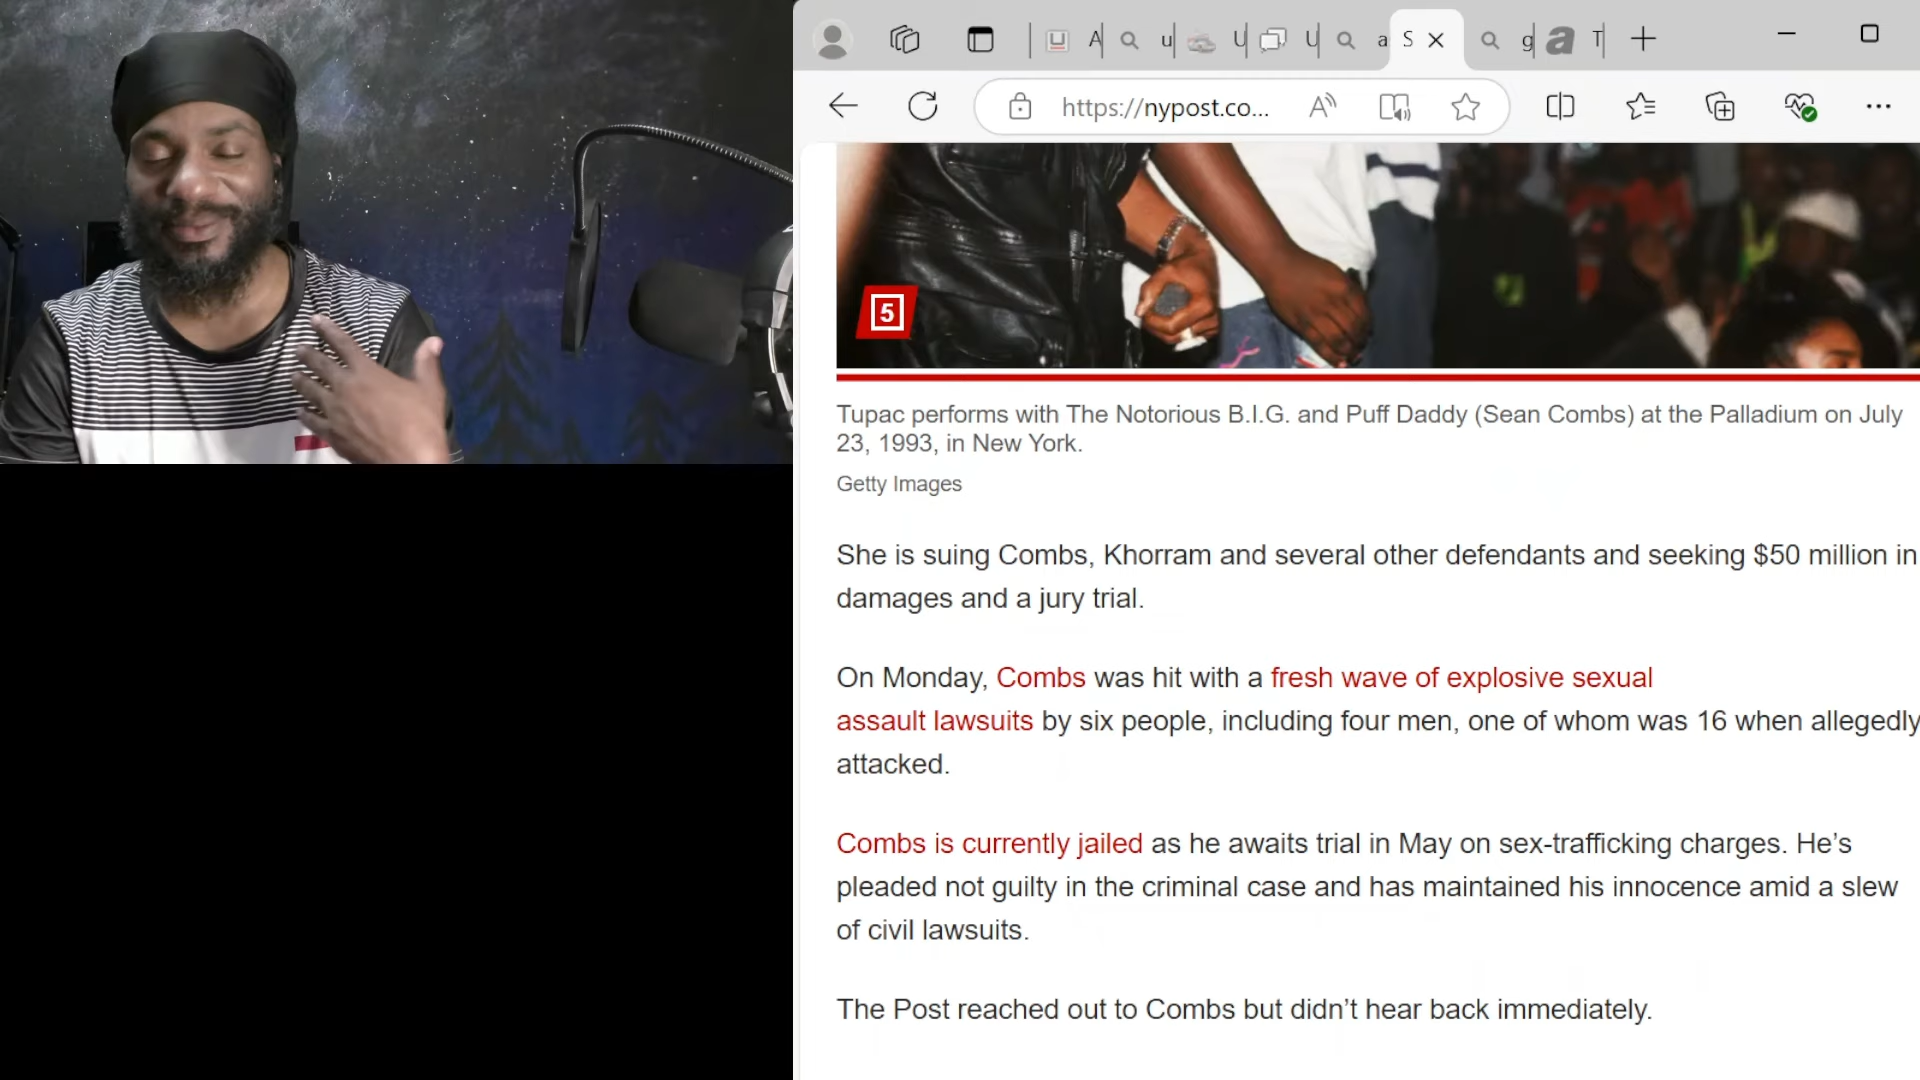 A u U U a S g a T
https://nypost.co...
5
Tupac performs with The Notorious B.I.G. and Puff Daddy (Sean Combs) at the Palladium on July
23, 1993, in New York.
Getty Images
She is suing Combs, Khorram and several other defendants and seeking $50 million in
damages and a jury trial.
On Monday, Combs was hit with a fresh wave of explosive sexual
assault lawsuits by six people, including four men, one of whom was 16 when allegedly
attacked.
Combs is currently jailed as he awaits trial in May on sex-trafficking charges. He’s
pleaded not guilty in the criminal case and has maintained his innocence amid a slew
of civil lawsuits.
The Post reached out to Combs but didn’t hear back immediately.